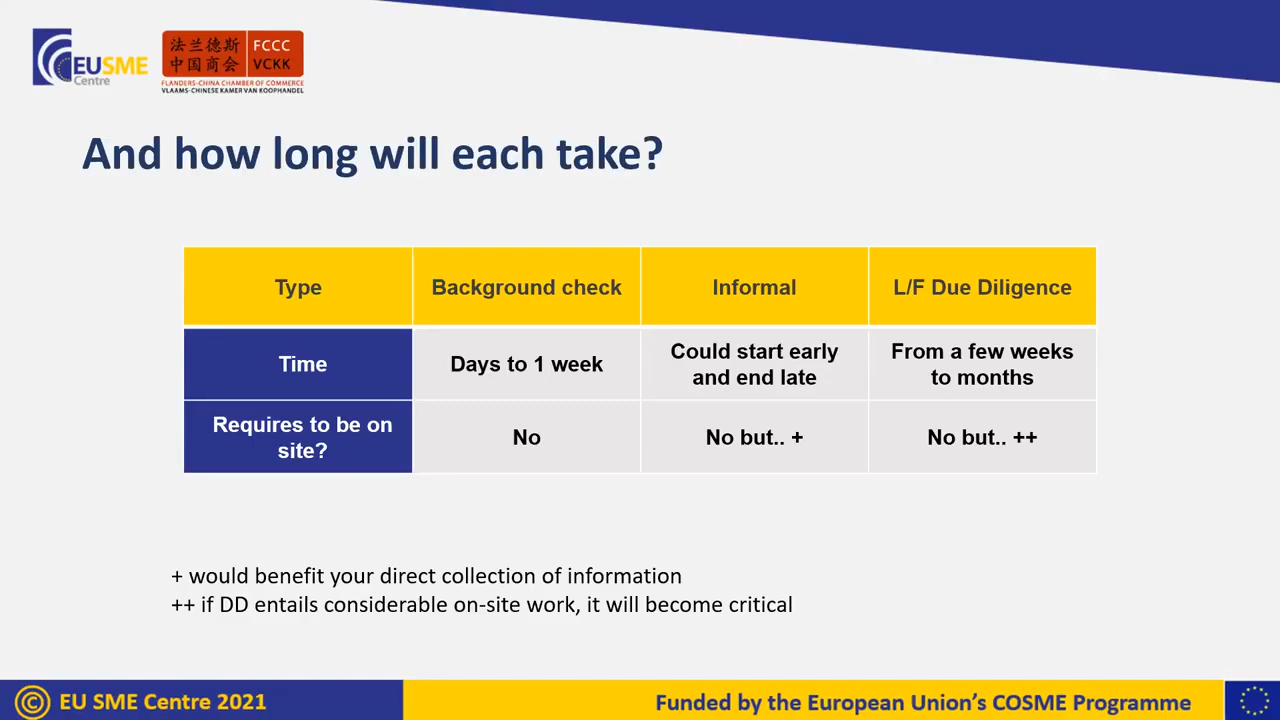 EUSME
Centre
法兰德斯
中国商会
FCCC
VCKK
FLANDERS-CHINA CHAMBER OF COMMERCE
VLAAMS-CHINESE KAMER VAN KOOPHANDEL
And how long will each take?
Type
Background check
Informal
L/F Due Diligence
Time
Days to 1 week
Could start early
and end late
From a few weeks
to months
Requires to be on
site?
No
No but.. +
No but.. ++
+ would benefit your direct collection of information
++ if DD entails considerable on-site work, it will become critical
© EU SME Centre 2021
Funded by the European Union’s COSME Programme